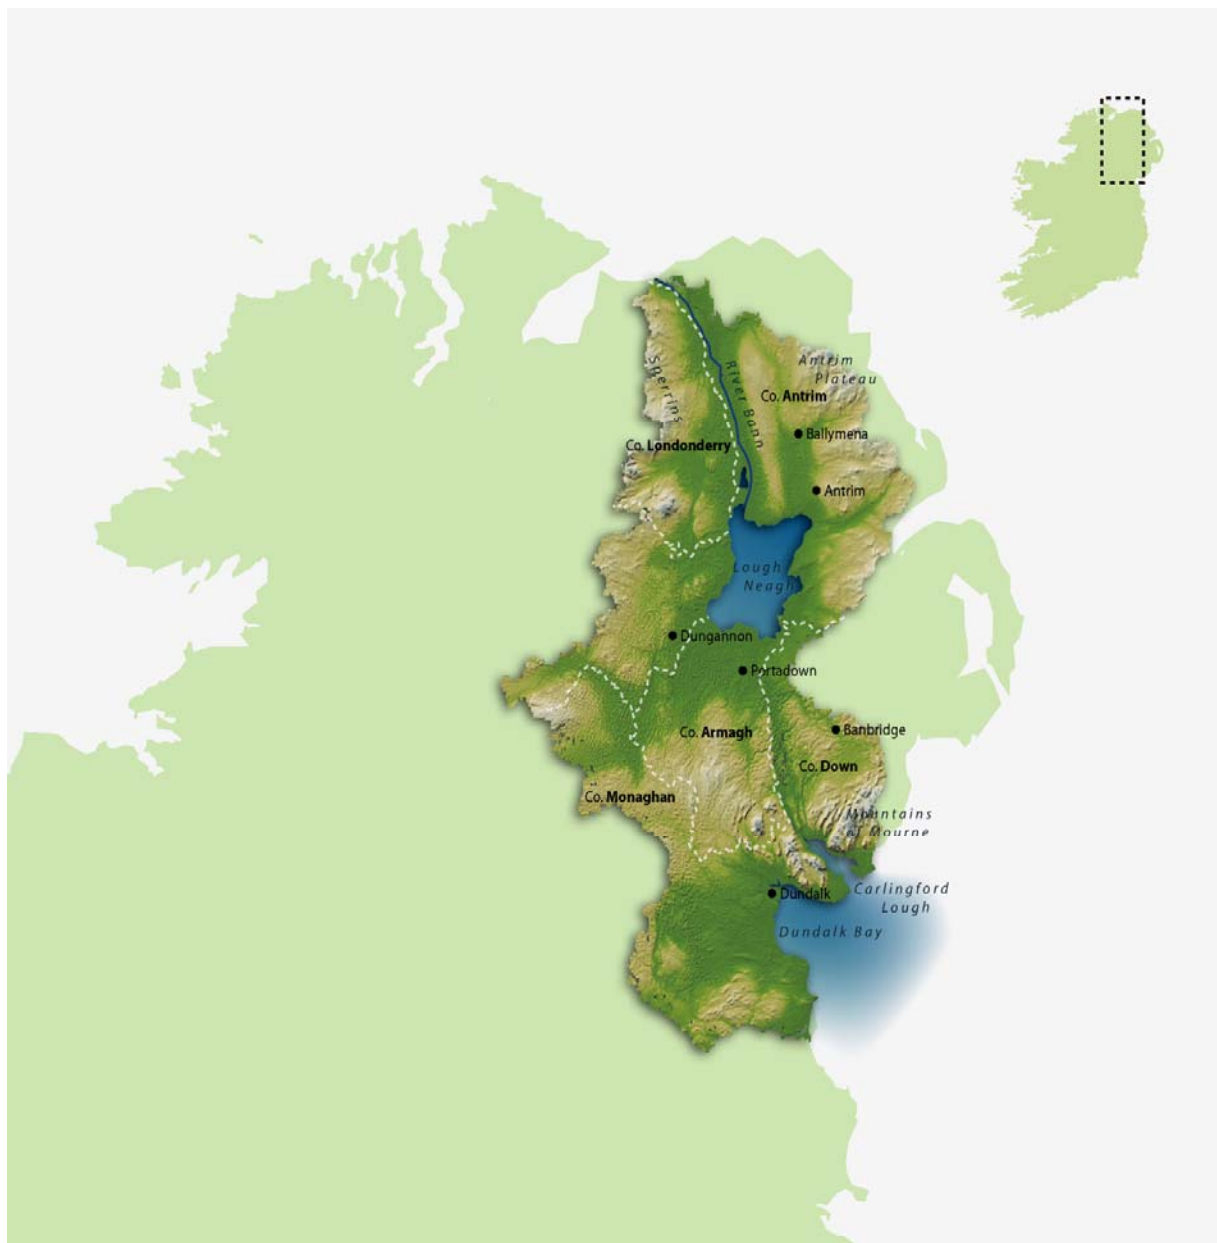 Antrim
Plateau
Sperrins
River Bann
Co. Antrim
Ballymena
Co. Londonderry
Antrim
Lough
Neagh
Dungannon
Portadown
Co. Armagh
Banbridge
Co. Down
Co. Monaghan
Mountains
of Mourne
Carlingford
Lough
Dundalk
Dundalk Bay